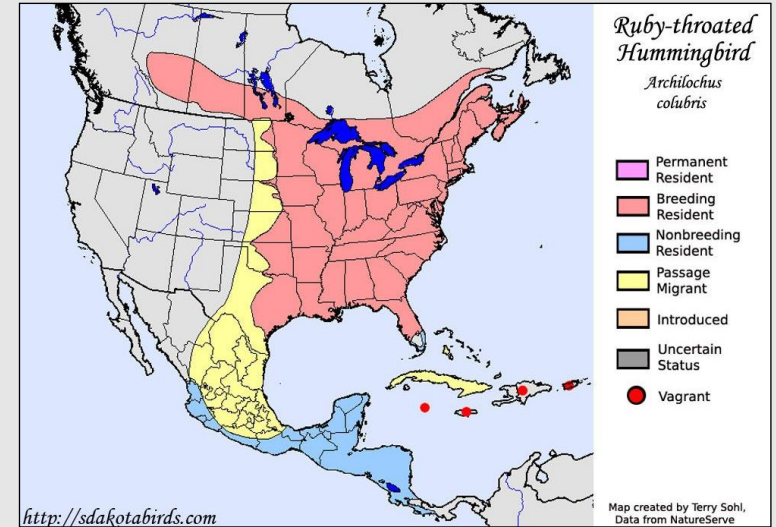 Ruby-throated
Hummingbird
Archilochus
colubris
Permanent
Resident
Breeding
Resident
Nonbreeding
Resident
Passage
Migrant
Introduced
Uncertain
Status
Vagrant
Map created by Terry Sohl,
Data from NatureServe
http://sdakotabirds.com